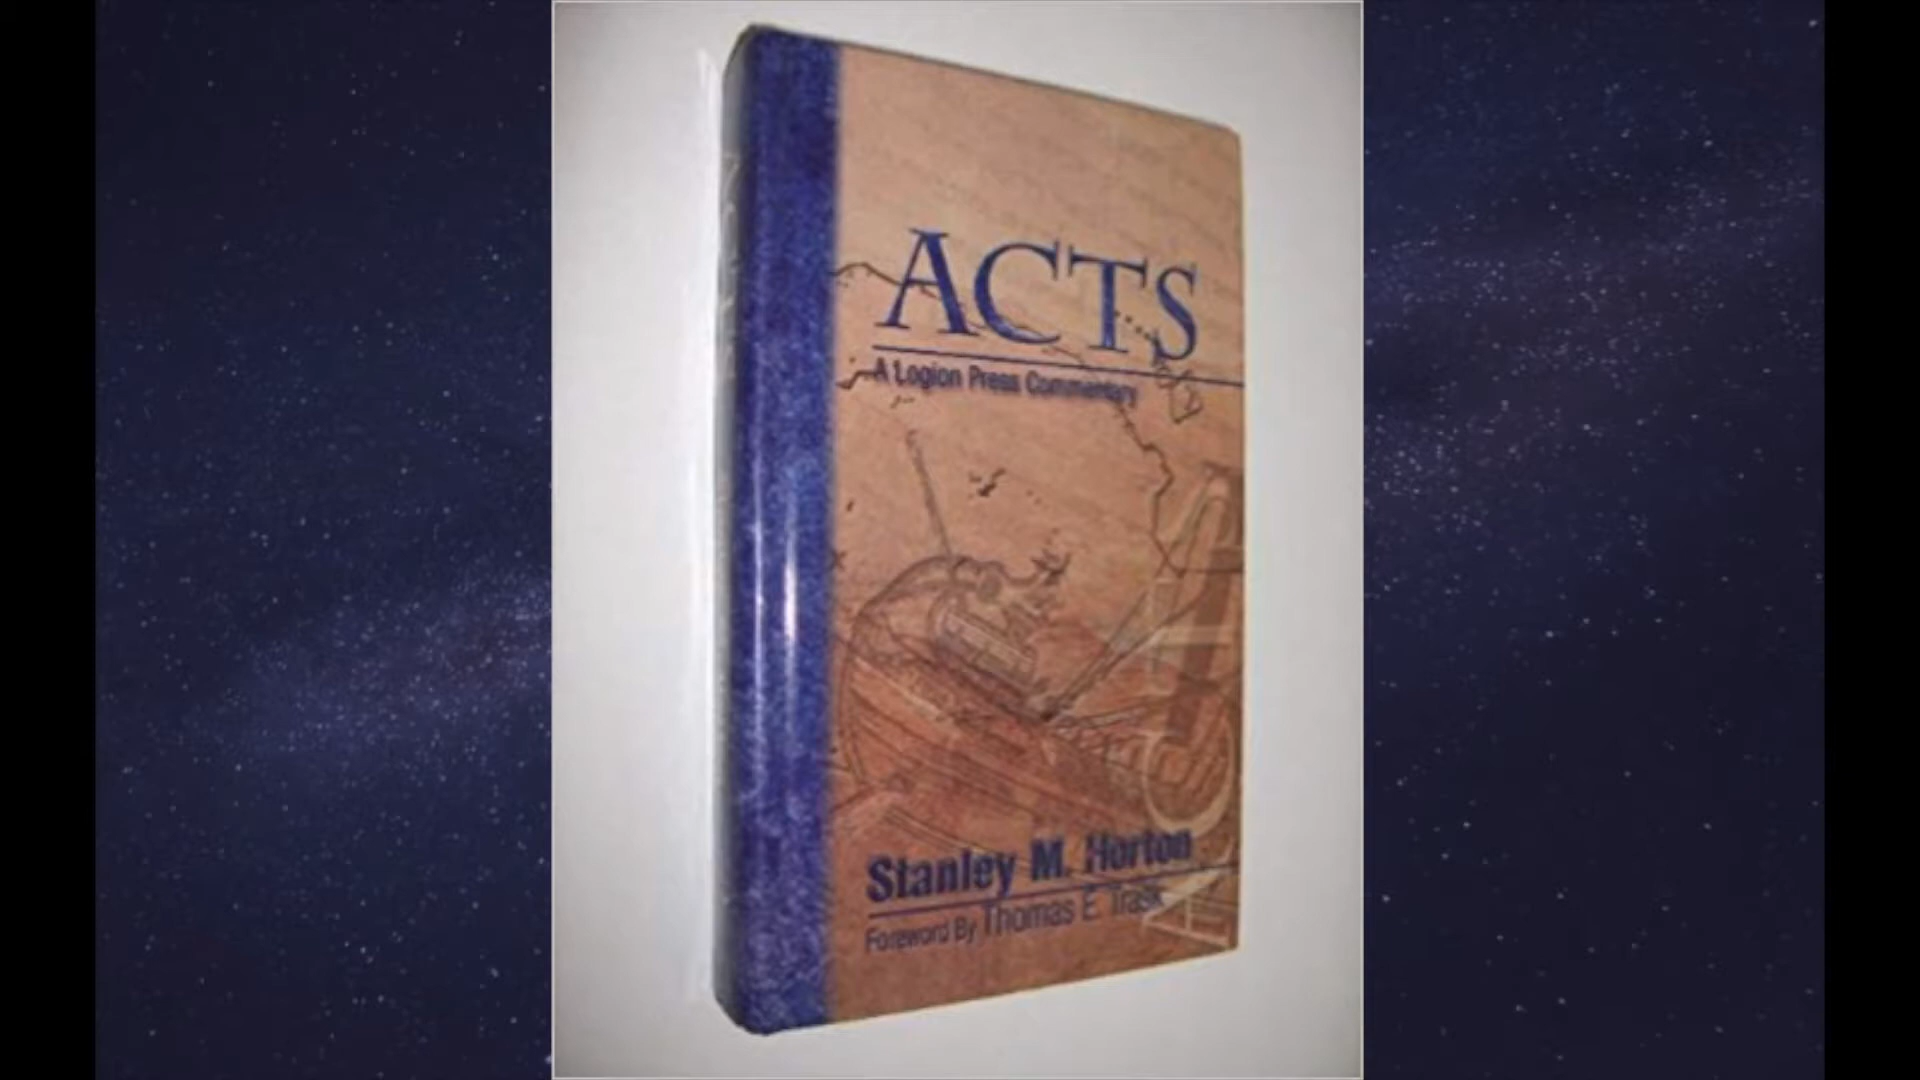 ACTS
A Logion Press Commentary
Stanley M. Horton
Foreword By Thomas E. Trask